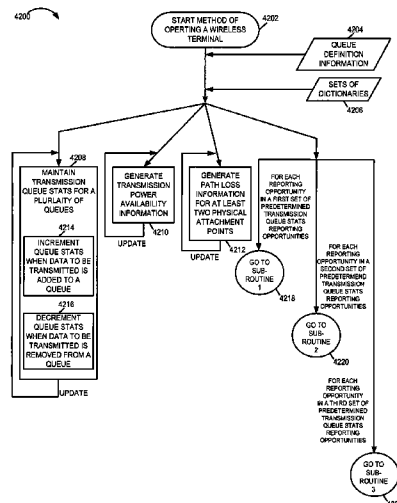 4200
START METHOD OF
OPERTING A WIRELESS
TERMINAL
4202
4204
QUEUE
DEFINITION
INFORMATION
SETS OF
DICTIONARIES
4206
4208
MAINTAIN
TRANSMISSION
QUEUE STATS FOR A
PLURLAITY OF
QUEUES
4214
INCREMENT
QUEUE STATS
WHEN DATA TO BE
TRANSMITTED IS
ADDED TO A
QUEUE
4216
DECREMENT
QUEUE STATS
WHEN DATA TO BE
TRANSMITTED IS
REMOVED FROM A
QUEUE
UPDATE
GENERATE
TRANSMISSION
POWER
AVAILABILITY
INFORMATION
4210
UPDATE
GENERATE
PATH LOSS
INFORMATION
FOR AT LEAST
TWO PHYSICAL
ATTACHMENT
POINTS
4212
UPDATE
FOR EACH
REPORTING
OPPORTUNITY
IN A FIRST SET OF
PREDETERMINED
TRANSMISSION
QUEUE STATS
REPORTING
OPPORTUNITIES
GO TO
SUB-
ROUTINE
1
4218
FOR EACH
REPORTING
OPPORTUNITY IN A
SECOND SET OF
PREDETERMIEND
TRANSMISSION
QUEUE STATS
REPORTING
OPPORTUNITIES
GO TO
SUB-
ROUTINE
2
4220
FOR EACH
REPORTING
OPPORTUNITY
IN A THIRD SET OF
PREDETERMINED
TRANSMISSION
QUEUE STATS
REPORTING
OPPORTUNITIES
GO TO
SUB-
ROUTINE
3